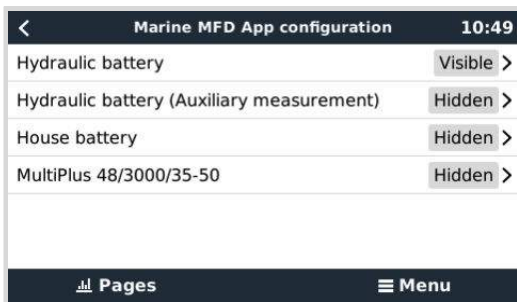 Marine MFD App configuration 10:49
Hydraulic battery Visible
Hydraulic battery (Auxiliary measurement) Hidden
House battery Hidden
MultiPlus 48/3000/35-50 Hidden
Pages Menu